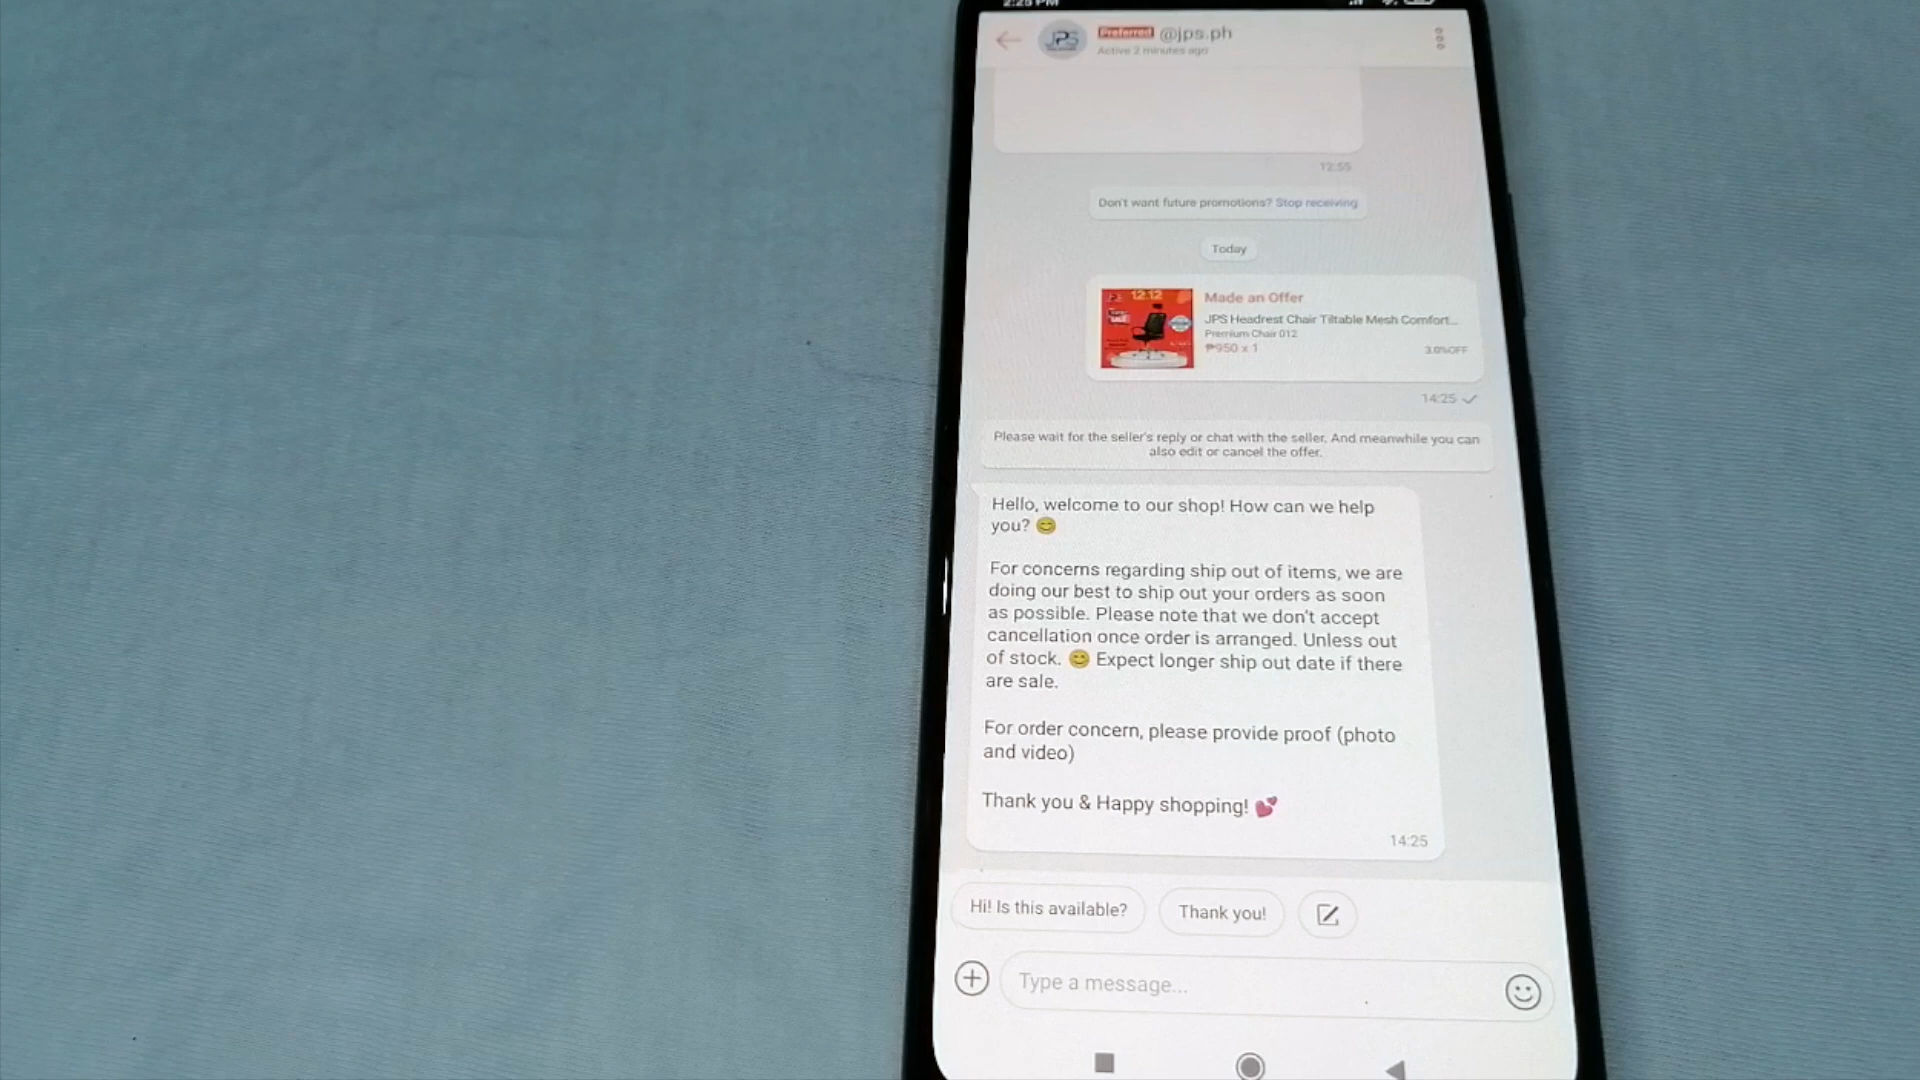 2:25 PM
JPS
Preferred @jps.ph
Active 2 minutes ago
12:55
Don't want future promotions? Stop receiving
Today
12.12
SALE
Made an Offer
JPS Headrest Chair Tiltable Mesh Comfort...
Premium Chair 012
₱950 x 1
3.0%OFF
14:25
Please wait for the seller's reply or chat with the seller. And meanwhile you can
also edit or cancel the offer.
Hello, welcome to our shop! How can we help
you? 😊
For concerns regarding ship out of items, we are
doing our best to ship out your orders as soon
as possible. Please note that we don't accept
cancellation once order is arranged. Unless out
of stock. 😊 Expect longer ship out date if there
are sale.
For order concern, please provide proof (photo
and video)
Thank you & Happy shopping! 💕
14:25
Hi! Is this available?
Thank you!
Type a message...